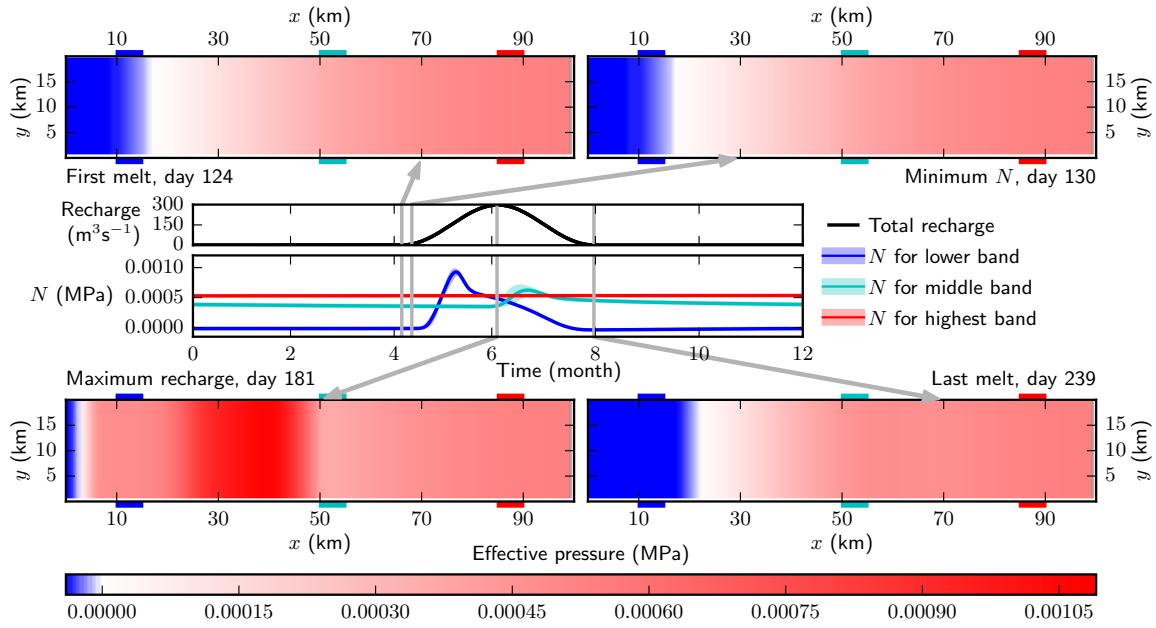 x (km)
x (km)
10 30 50 70 90
10 30 50 70 90
y (km)
15
10
5
15
10
5
y (km)
First melt, day 124
Minimum N, day 130
Recharge
(m³s⁻¹)
300
150
0
Total recharge
N for lower band
N for middle band
N for highest band
N (MPa)
0.0010
0.0005
0.0000
0 2 4 6 8 10 12
Time (month)
Maximum recharge, day 181
Last melt, day 239
y (km)
15
10
5
15
10
5
y (km)
10 30 50 70 90
10 30 50 70 90
x (km)
x (km)
Effective pressure (MPa)
0.00000 0.00015 0.00030 0.00045 0.00060 0.00075 0.00090 0.00105